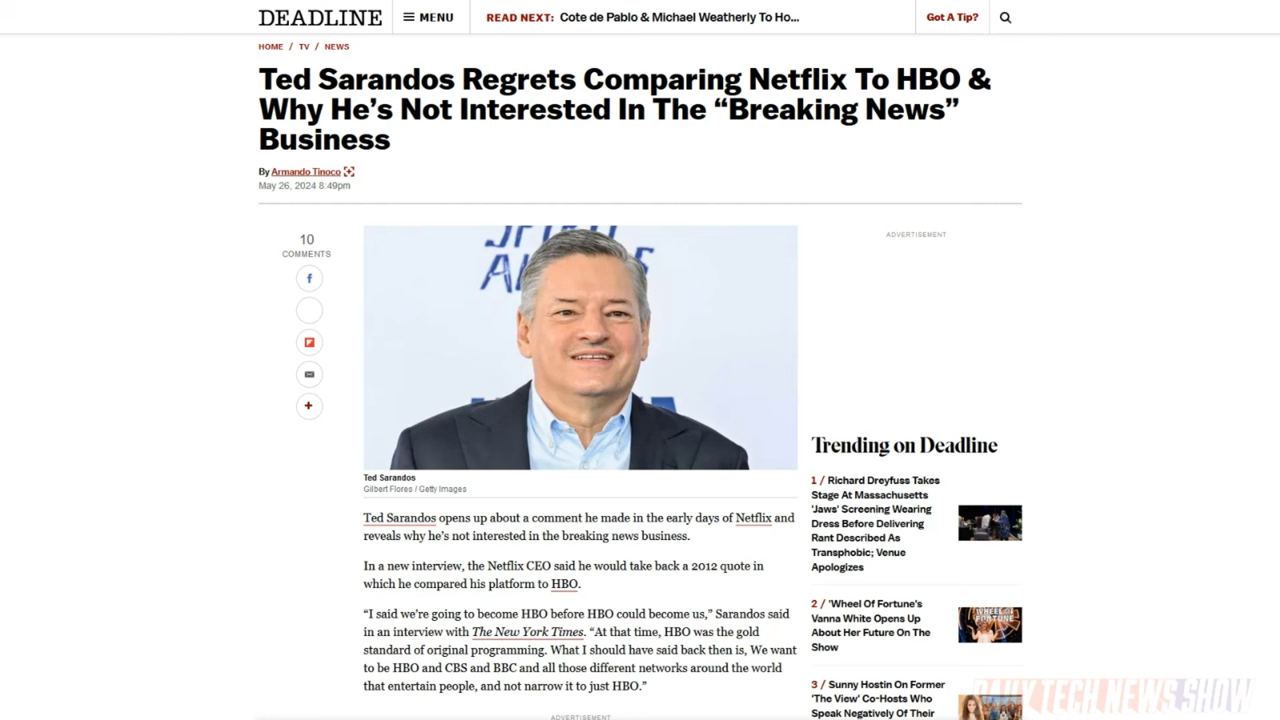 DEADLINE
MENU
READ NEXT: Cote de Pablo & Michael Weatherly To Ho...
Got A Tip?
HOME / TV / NEWS
Ted Sarandos Regrets Comparing Netflix To HBO &
Why He’s Not Interested In The “Breaking News”
Business
By Armando Tinoco
May 26, 2024 8:49pm
10
COMMENTS
ADVERTISEMENT
Ted Sarandos
Gilbert Flores / Getty Images
Ted Sarandos opens up about a comment he made in the early days of Netflix and
reveals why he’s not interested in the breaking news business.
In a new interview, the Netflix CEO said he would take back a 2012 quote in
which he compared his platform to HBO.
“I said we’re going to become HBO before HBO could become us,” Sarandos said
in an interview with The New York Times. “At that time, HBO was the gold
standard of original programming. What I should have said back then is, We want
to be HBO and CBS and BBC and all those different networks around the world
that entertain people, and not narrow it to just HBO.”
ADVERTISEMENT
Trending on Deadline
1 / Richard Dreyfuss Takes
Stage At Massachusetts
'Jaws' Screening Wearing
Dress Before Delivering
Rant Described As
Transphobic; Venue
Apologizes
2 / 'Wheel Of Fortune's
Vanna White Opens Up
About Her Future On The
Show
WHEEL OF
FORTUNE
3 / Sunny Hostin On Former
'The View' Co-Hosts Who
Speak Negatively Of Their
DAILY TECH NEWS SHOW